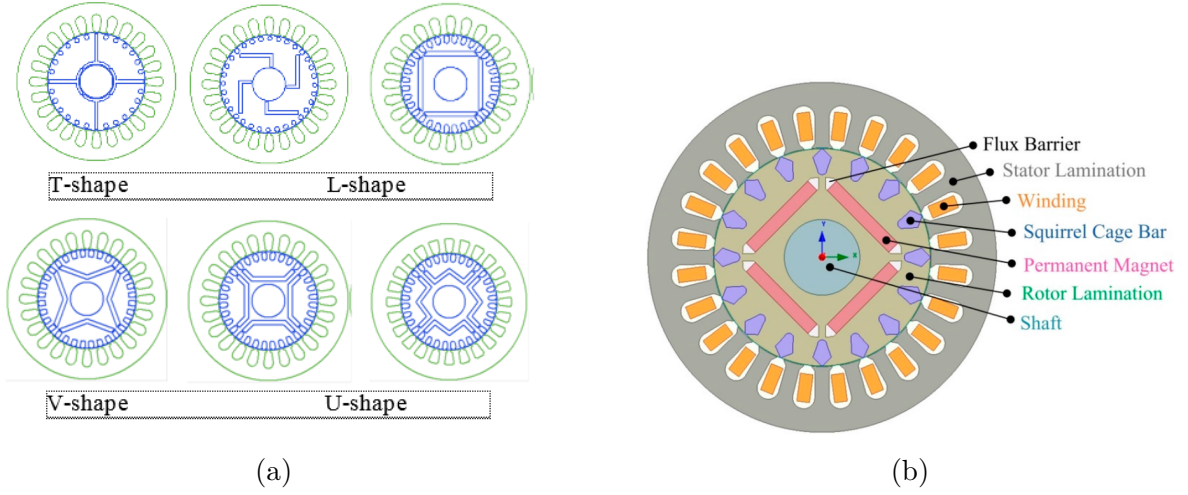 T-shape L-shape
V-shape U-shape
(a)
Flux Barrier
Stator Lamination
Winding
Squirrel Cage Bar
Permanent Magnet
Rotor Lamination
Shaft
Y
X
(b)